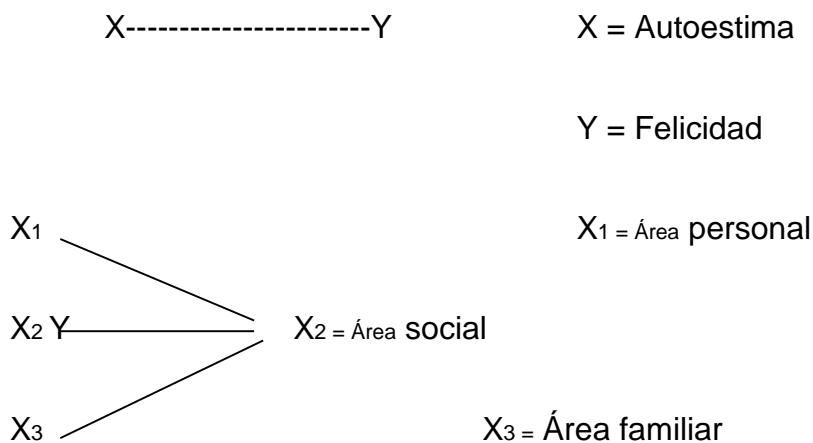 X-----------------------Y X = Autoestima
Y = Felicidad
X1 X1 = Área personal
X2 Y X2 = Área social
X3 X3 = Área familiar